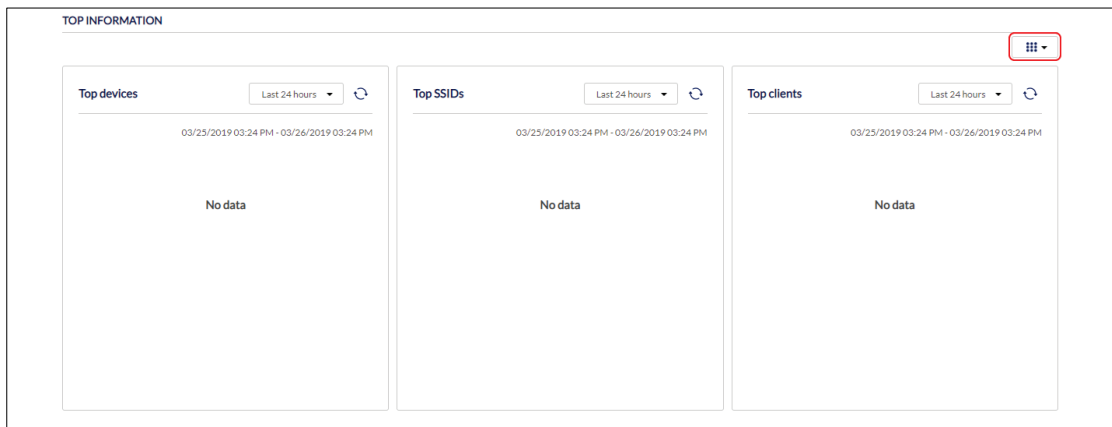 TOP INFORMATION
Top devices
Last 24 hours
03/25/2019 03:24 PM - 03/26/2019 03:24 PM
No data
Top SSIDs
Last 24 hours
03/25/2019 03:24 PM - 03/26/2019 03:24 PM
No data
Top clients
Last 24 hours
03/25/2019 03:24 PM - 03/26/2019 03:24 PM
No data